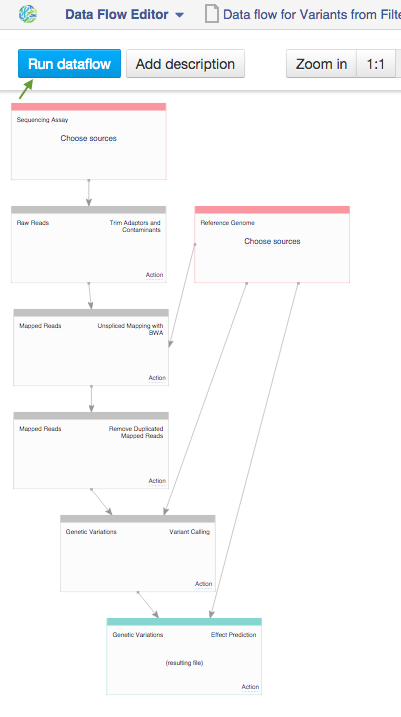 Data Flow Editor
Data flow for Variants from Filte
Run dataflow
Add description
Zoom in
1:1
Sequencing Assay
Choose sources
Raw Reads
Trim Adaptors and
Contaminants
Action
Reference Genome
Choose sources
Mapped Reads
Unspliced Mapping with
BWA
Action
Mapped Reads
Remove Duplicated
Mapped Reads
Action
Genetic Variations
Variant Calling
Action
Genetic Variations
Effect Prediction
(resulting file)
Action